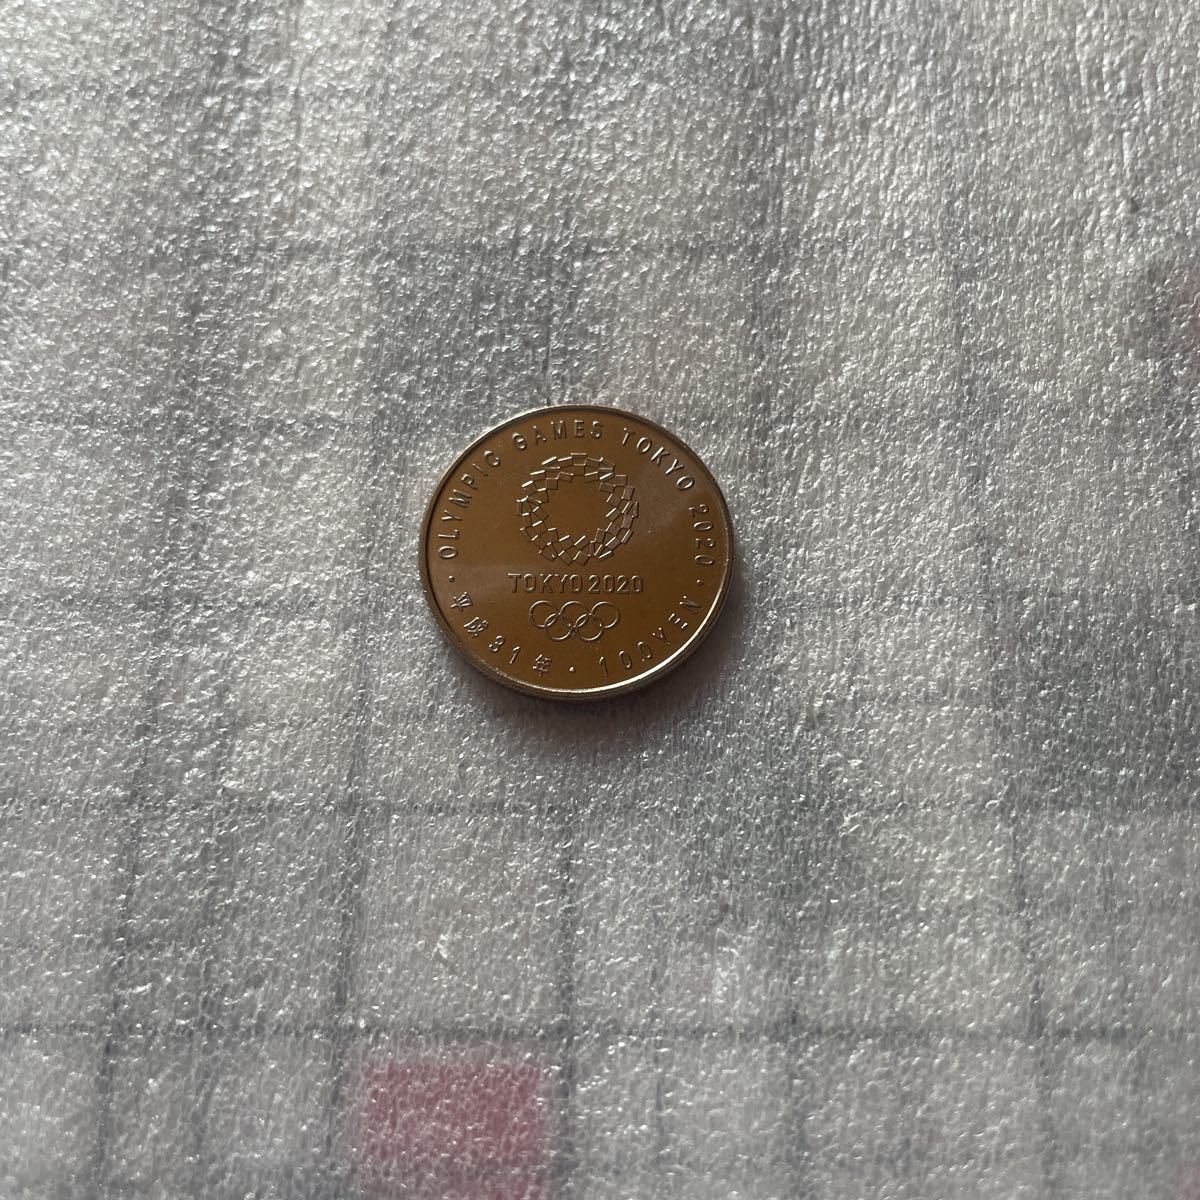 OLYMPIC GAMES TOKYO 2020 ·
TOKYO 2020
平成31年 · 100YEN ·